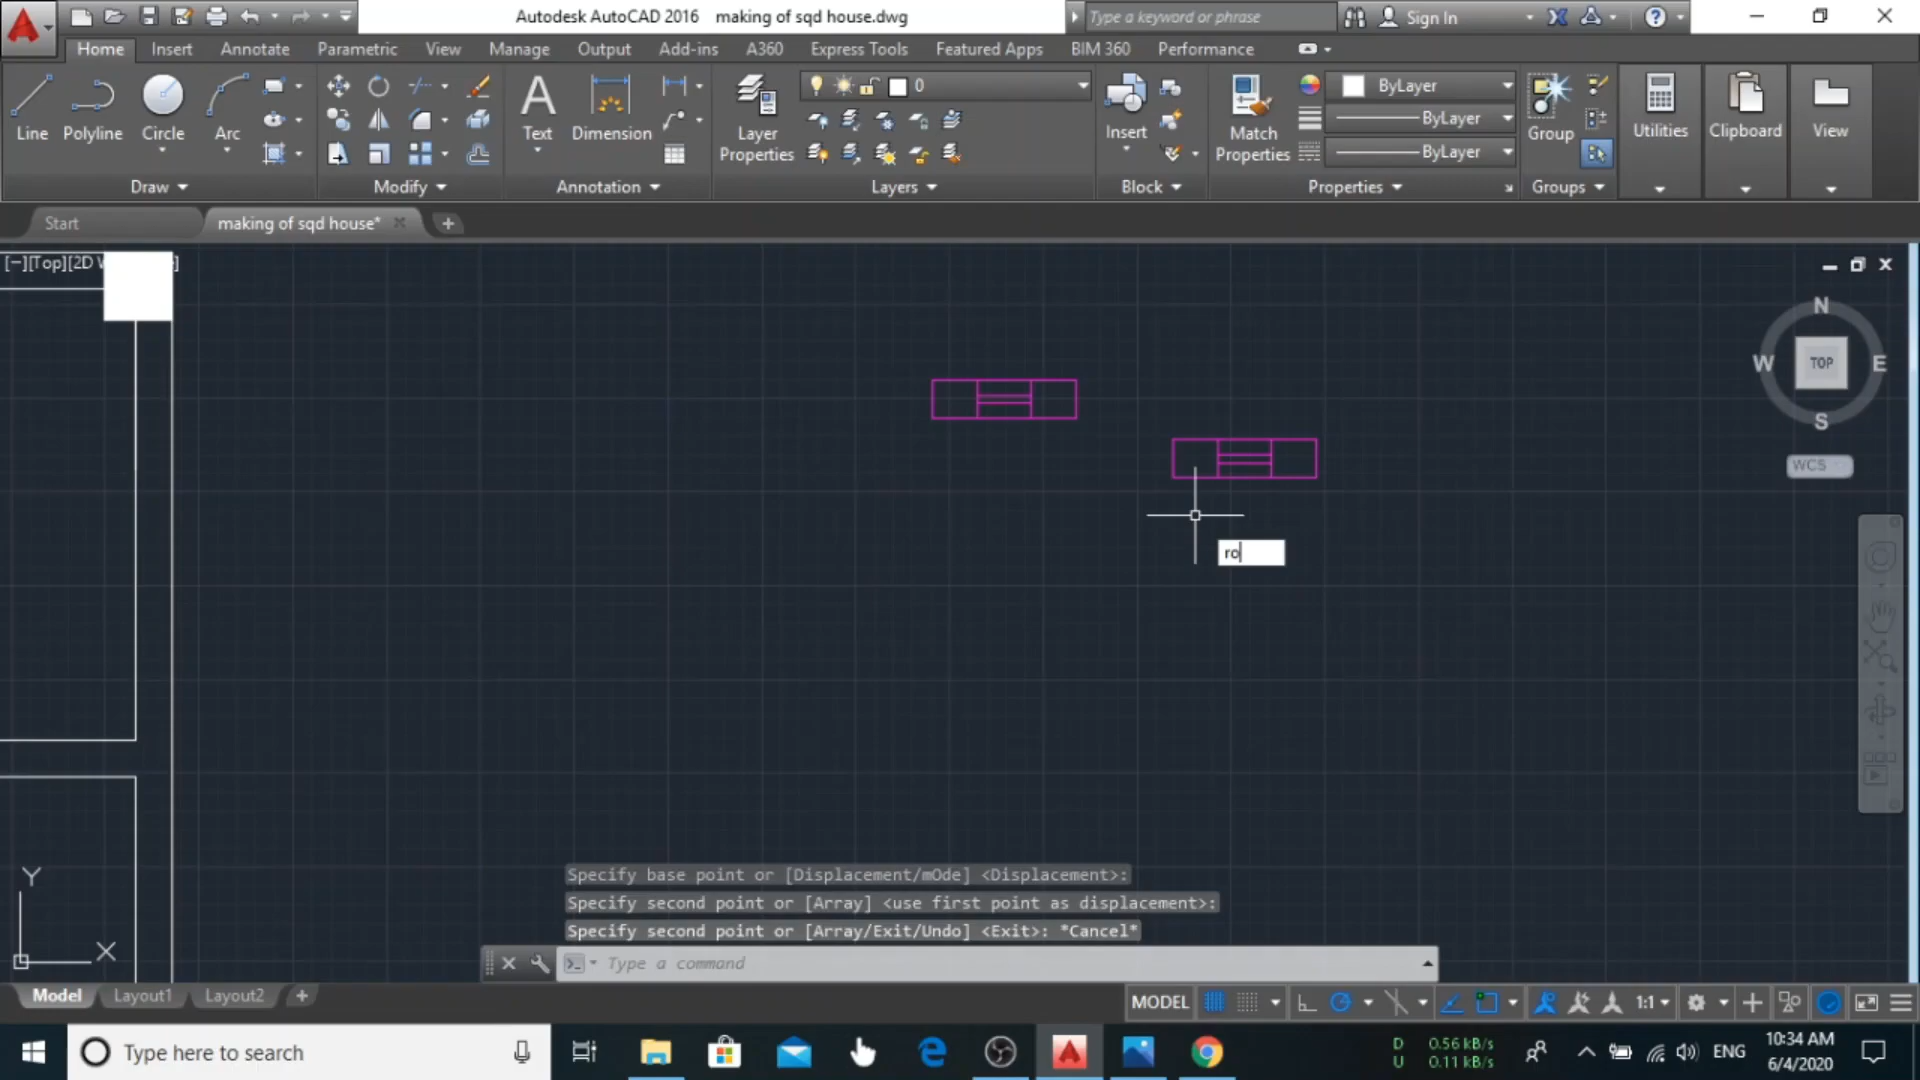 Autodesk AutoCAD 2016 making of sqd house.dwg
Type a keyword or phrase
Sign In
Home Insert Annotate Parametric View Manage Output Add-ins A360 Express Tools Featured Apps BIM 360 Performance
Line Polyline Circle Arc
Text Dimension
Layer Properties
0
Insert
Match Properties
ByLayer
ByLayer
ByLayer
Group
Utilities
Clipboard
View
Draw Modify Annotation Layers Block Properties Groups
Start making of sqd house*
[−][Top][2D
N
W TOP E
S
WCS
ro
Y
X
Specify base point or [Displacement/mOde] <Displacement>:
Specify second point or [Array] <use first point as displacement>:
Specify second point or [Array/Exit/Undo] <Exit>: *Cancel*
Type a command
Model Layout1 Layout2
MODEL 1:1
Type here to search
D 0.56 kB/s
U 0.11 kB/s
ENG
10:34 AM
6/4/2020